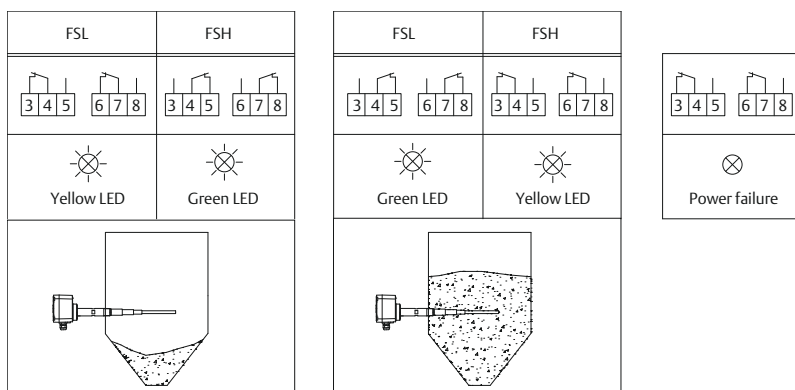 FSL FSH
3 4 5 6 7 8 3 4 5 6 7 8
Yellow LED Green LED
FSL FSH
3 4 5 6 7 8 3 4 5 6 7 8
Green LED Yellow LED
3 4 5 6 7 8
Power failure